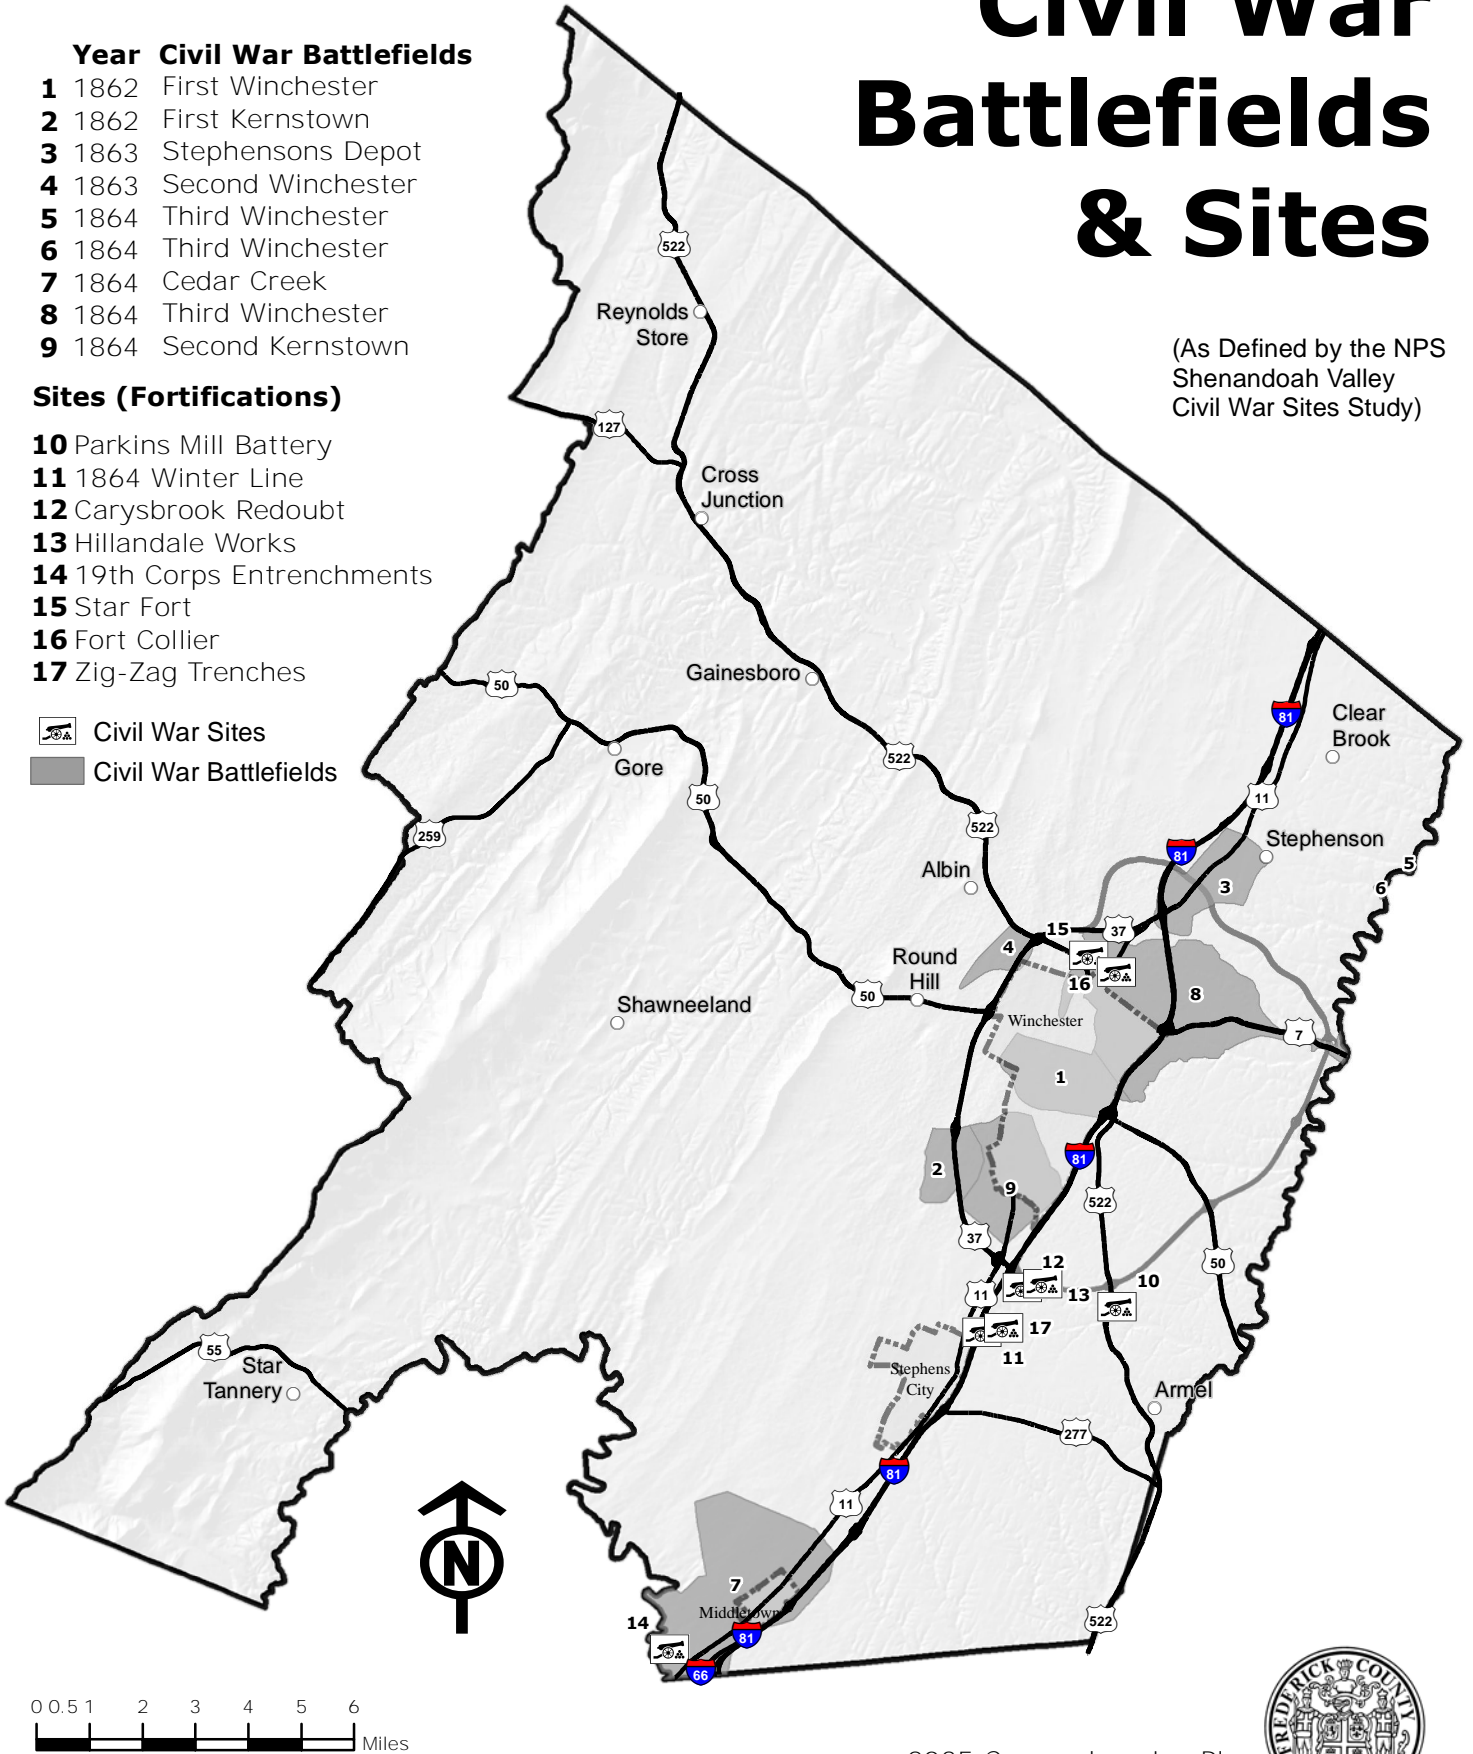 Civil War
Battlefields
& Sites
(As Defined by the NPS
Shenandoah Valley
Civil War Sites Study)
Year Civil War Battlefields
1 1862 First Winchester
2 1862 First Kernstown
3 1863 Stephensons Depot
4 1863 Second Winchester
5 1864 Third Winchester
6 1864 Third Winchester
7 1864 Cedar Creek
8 1864 Third Winchester
9 1864 Second Kernstown
Sites (Fortifications)
10 Parkins Mill Battery
11 1864 Winter Line
12 Carysbrook Redoubt
13 Hillandale Works
14 19th Corps Entrenchments
15 Star Fort
16 Fort Collier
17 Zig-Zag Trenches
Civil War Sites
Civil War Battlefields
522
Reynolds
Store
127
Cross
Junction
Gainesboro
50
Gore
50
259
522
522
81
Clear
Brook
11
Stephenson
81
Albin
3
5
6
15
37
4
16
Round
Hill
50
8
Shawneeland
Winchester
7
1
81
2
9
522
37
50
12
10
11
13
17
11
55
Star
Tannery
Stephens
City
Armel
277
81
11
7
Middletown
14
81
66
522
0 0.5 1 2 3 4 5 6
Miles
FREDERICK COUNTY